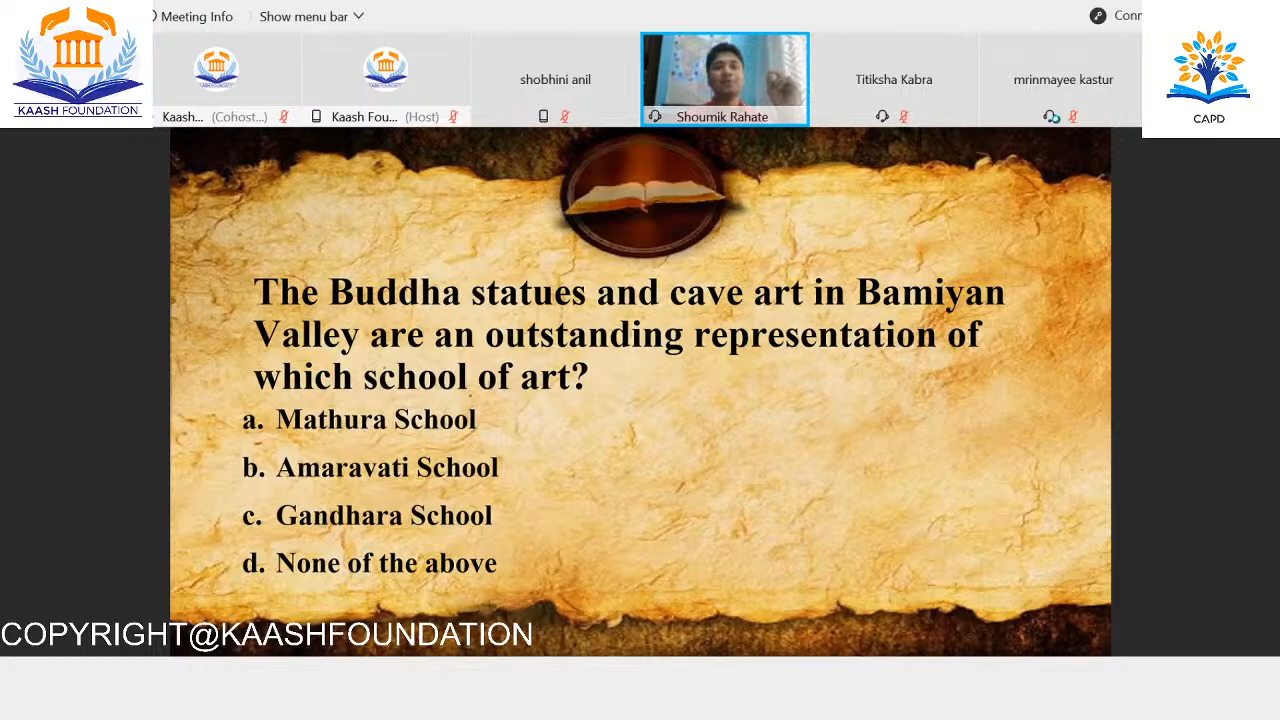 Meeting Info
Show menu bar
Conn
KAASH FOUNDATION
Kaash... (Cohost...)
Kaash Fou... (Host)
shobhini anil
Shoumik Rahate
Titiksha Kabra
mrinmayee kastur
CAPD
The Buddha statues and cave art in Bamiyan
Valley are an outstanding representation of
which school of art?
a. Mathura School
b. Amaravati School
c. Gandhara School
d. None of the above
COPYRIGHT@KAASHFOUNDATION